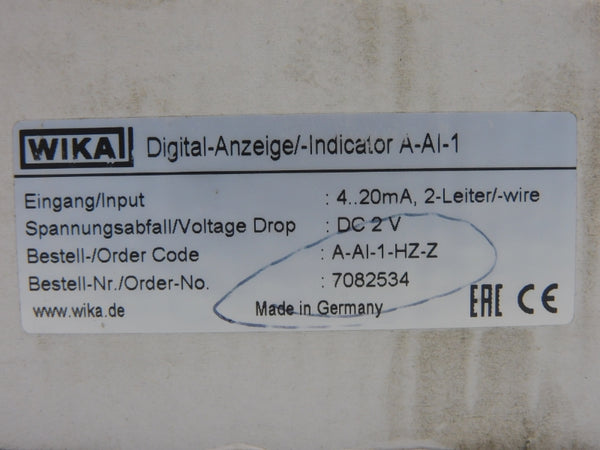 WIKA Digital-Anzeige/-Indicator A-AI-1
Eingang/Input : 4..20mA, 2-Leiter/-wire
Spannungsabfall/Voltage Drop : DC 2 V
Bestell-/Order Code : A-AI-1-HZ-Z
Bestell-Nr./Order-No. : 7082534
www.wika.de Made in Germany EAC CE